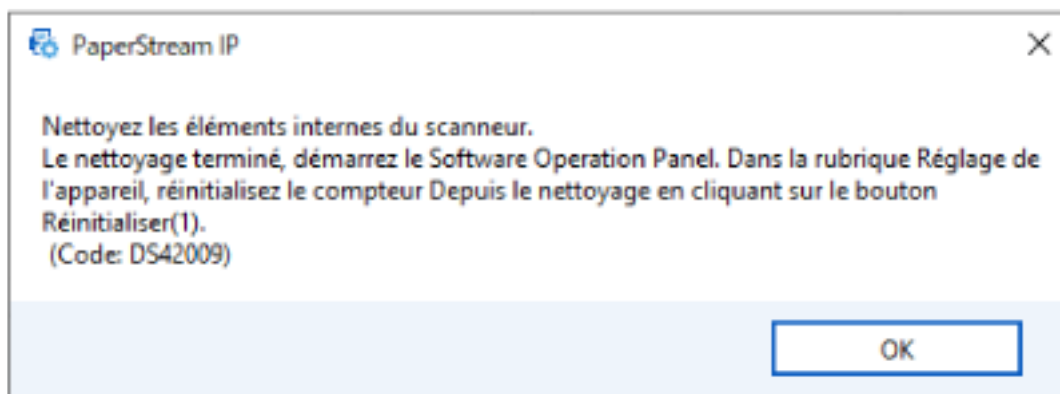 PaperStream IP
Nettoyez les éléments internes du scanneur.
Le nettoyage terminé, démarrez le Software Operation Panel. Dans la rubrique Réglage de
l'appareil, réinitialisez le compteur Depuis le nettoyage en cliquant sur le bouton
Réinitialiser(1).
(Code: DS42009)
OK